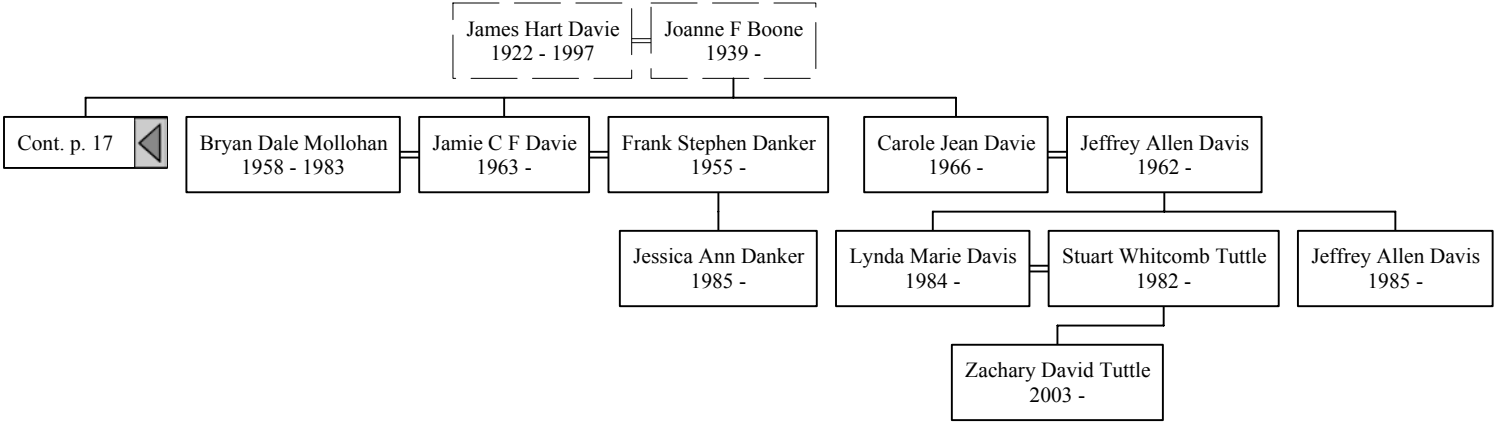 James Hart Davie
1922 - 1997
Joanne F Boone
1939 -
Cont. p. 17
Bryan Dale Mollohan
1958 - 1983
Jamie C F Davie
1963 -
Frank Stephen Danker
1955 -
Carole Jean Davie
1966 -
Jeffrey Allen Davis
1962 -
Jessica Ann Danker
1985 -
Lynda Marie Davis
1984 -
Stuart Whitcomb Tuttle
1982 -
Jeffrey Allen Davis
1985 -
Zachary David Tuttle
2003 -